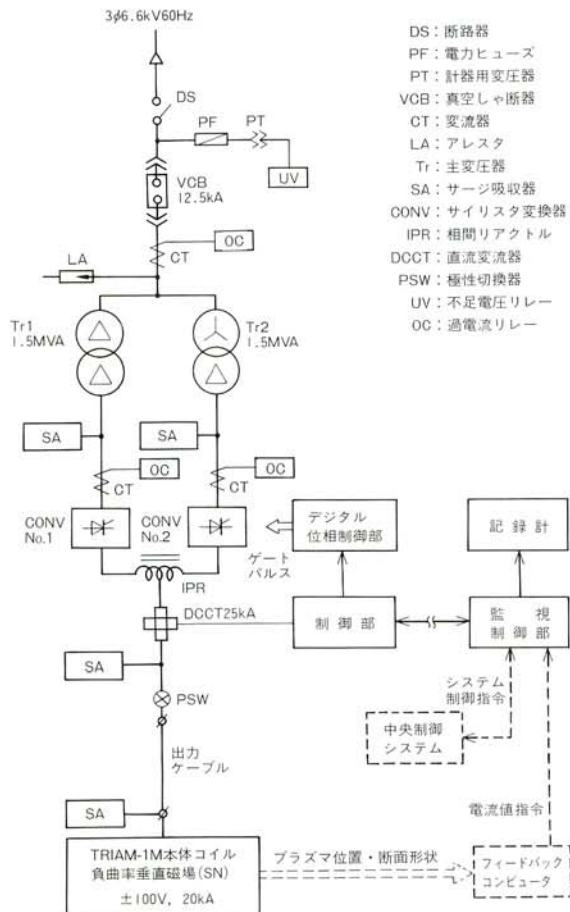 3φ6.6kV60Hz
DS
PF
PT
UV
VCB
12.5kA
OC
CT
LA
Tr1
1.5MVA
Tr2
1.5MVA
SA
SA
OC
CT
OC
CT
CONV
No.1
CONV
No.2
ゲート
パルス
IPR
DCCT25kA
SA
PSW
出力
ケーブル
SA
TRIAM-1M本体コイル
負曲率垂直磁場(SN)
±100V, 20kA
DS：断路器
PF：電力ヒューズ
PT：計器用変圧器
VCB：真空しゃ断器
CT：変流器
LA：アレスタ
Tr：主変圧器
SA：サージ吸収器
CONV：サイリスタ変換器
IPR：相間リアクトル
DCCT：直流変流器
PSW：極性切換器
UV：不足電圧リレー
OC：過電流リレー
デジタル
位相制御部
記録計
制御部
監視
制御部
システム
制御指令
中央制御
システム
電流値指令
プラズマ位置・断面形状
フィードバック
コンピュータ